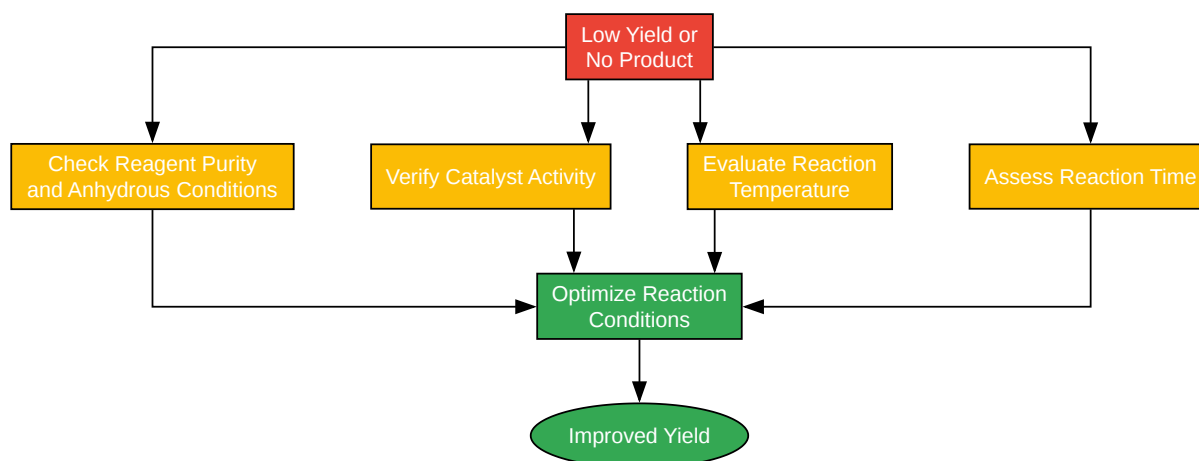 Low Yield or
No Product
Check Reagent Purity
and Anhydrous Conditions
Verify Catalyst Activity
Evaluate Reaction
Temperature
Assess Reaction Time
Optimize Reaction
Conditions
Improved Yield